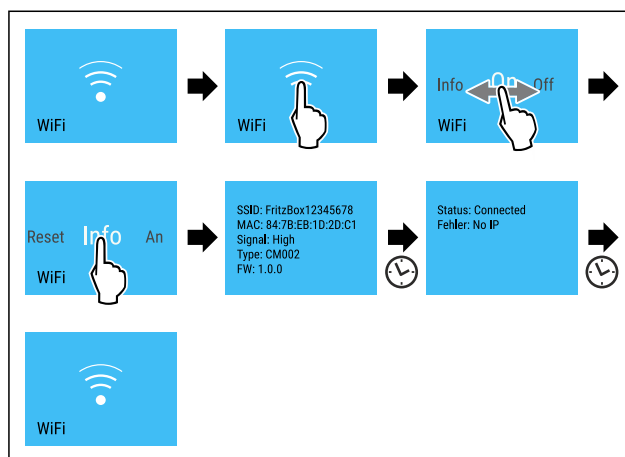 WiFi
WiFi
Info On Off
WiFi
Reset Info An
WiFi
SSID: FritzBox12345678
MAC: 84:7B:EB:1D:2D:C1
Signal: High
Type: CM002
FW: 1.0.0
Status: Connected
Fehler: No IP
WiFi